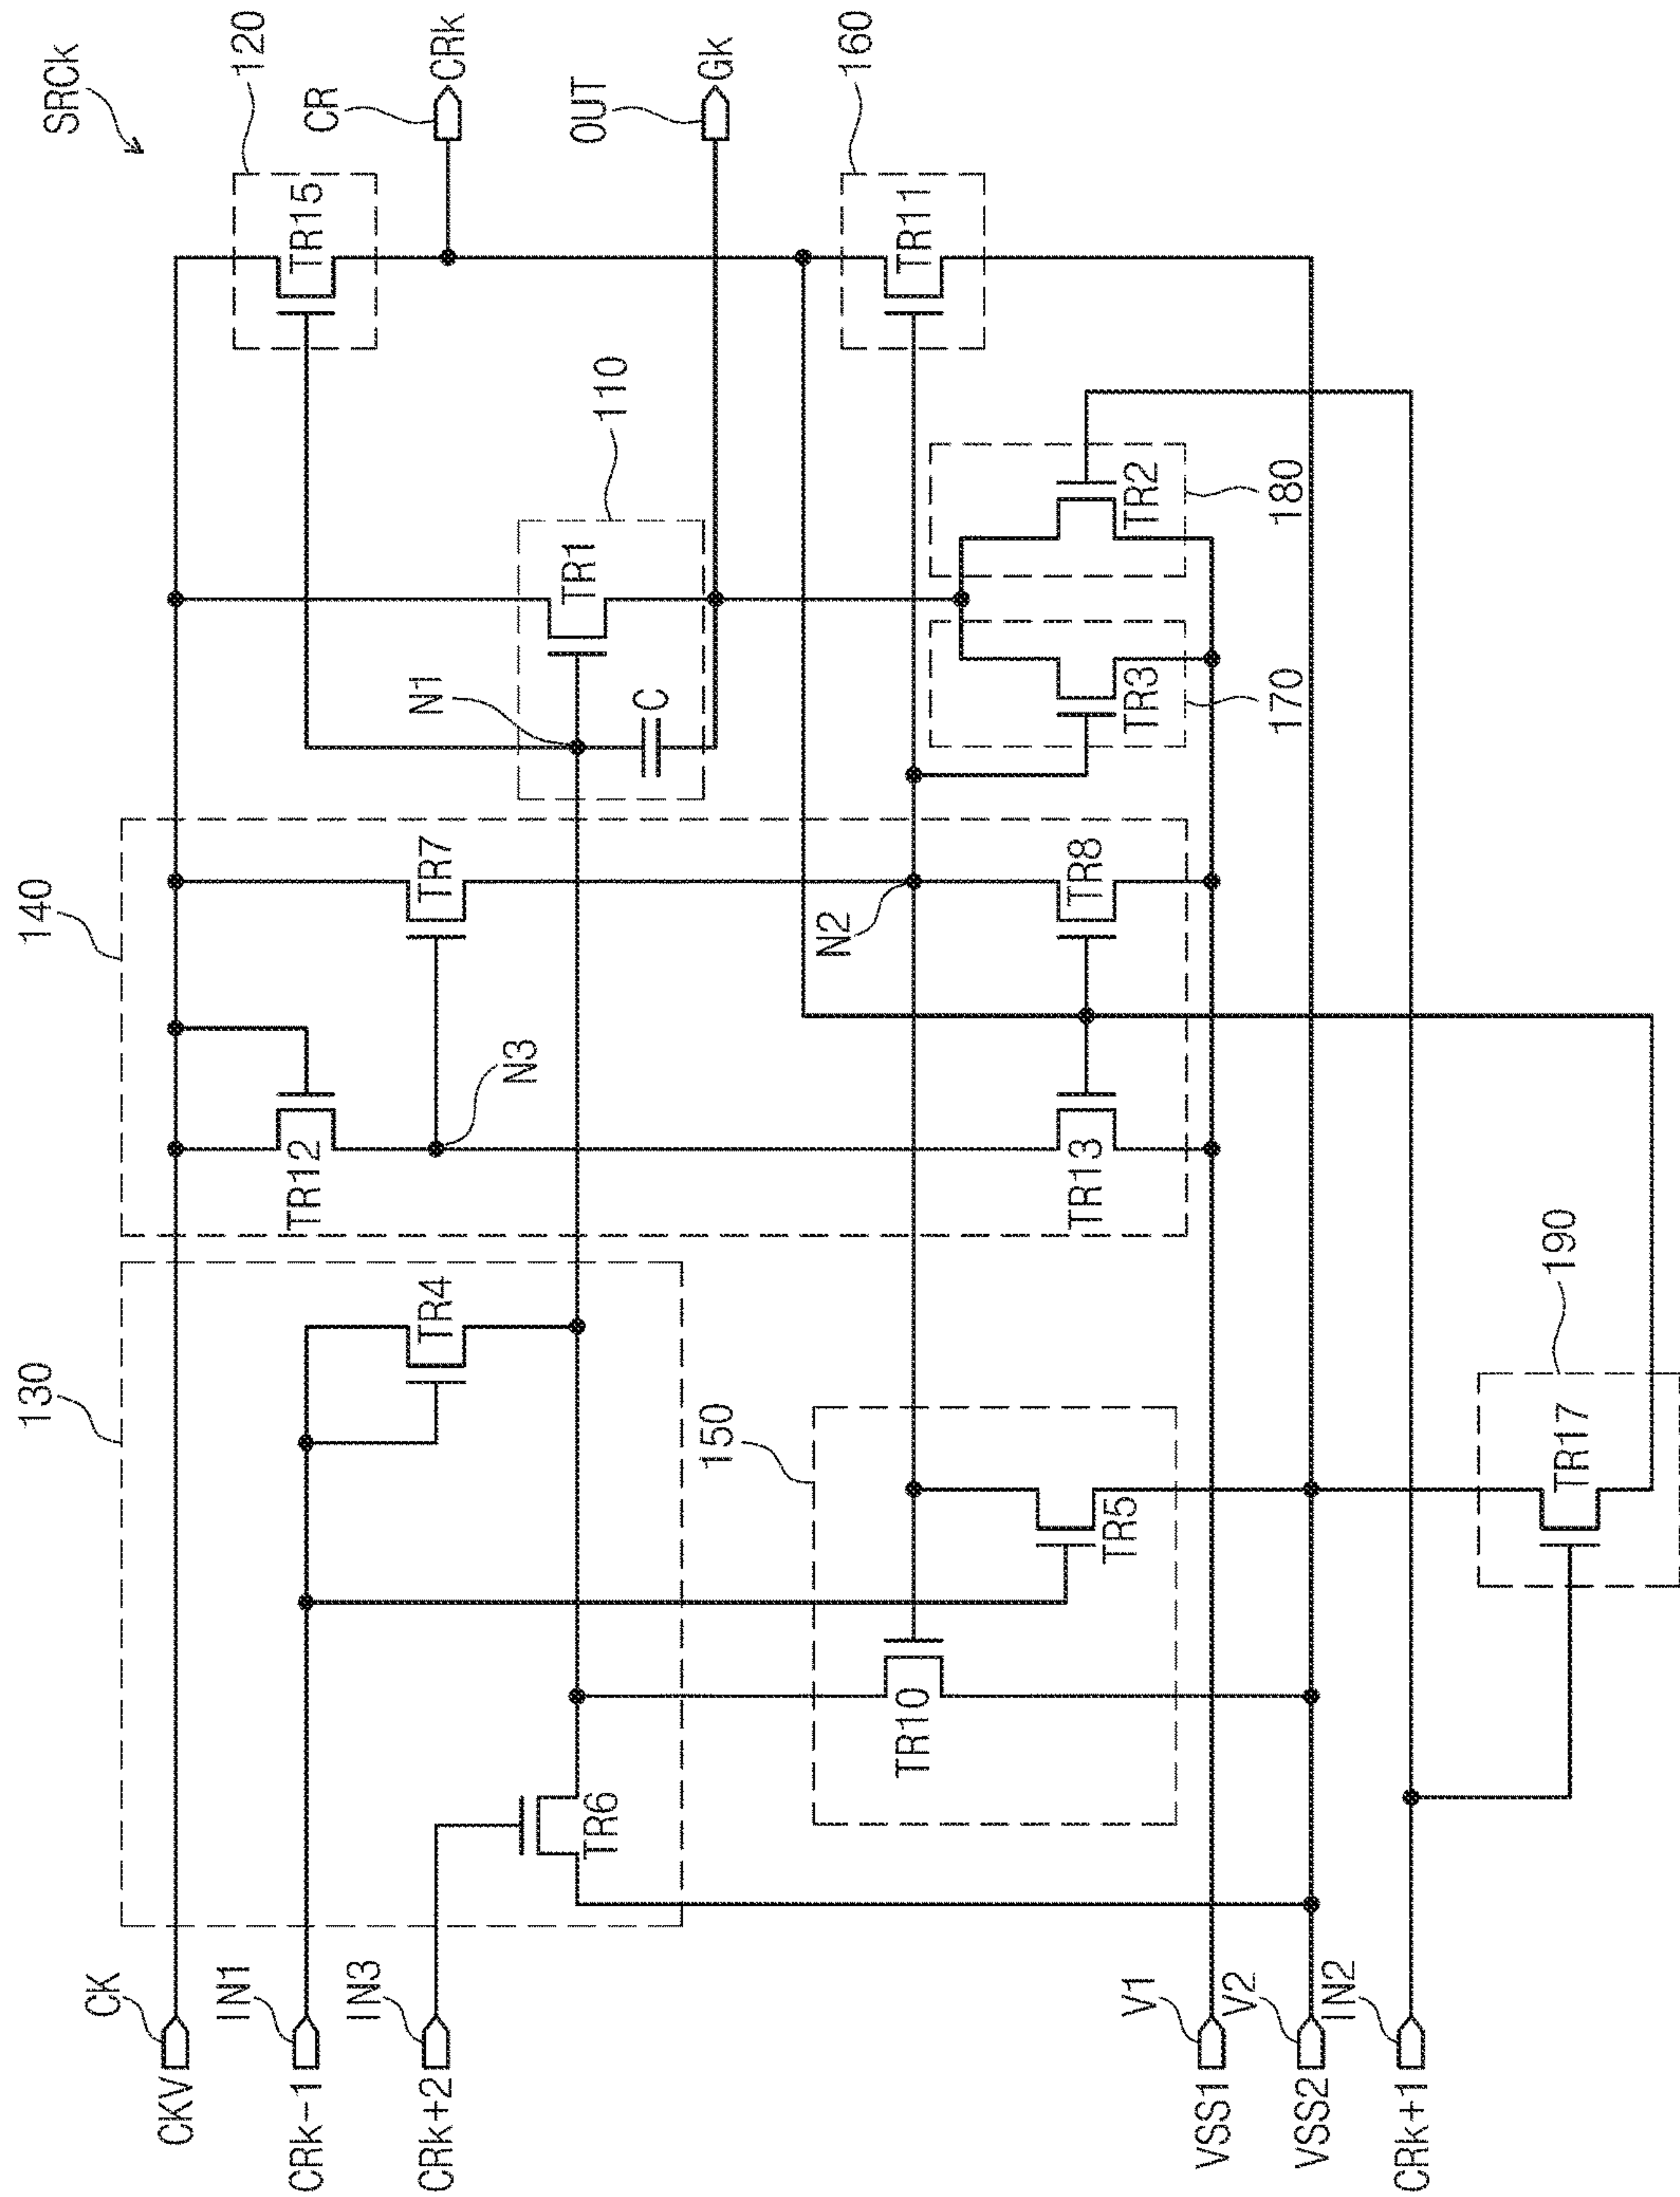 SRCk
130
140
120
CK
CKV
TR12
TR7
TR15
CR
CRk
IN1
CRk-1
TR4
N3
N1
110
IN3
CRk+2
TR6
TR1
C
OUT
Gk
150
N2
160
TR10
TR5
TR13
TR8
TR3
TR2
TR11
170
180
V1
VSS1
V2
VSS2
IN2
CRk+1
190
TR17